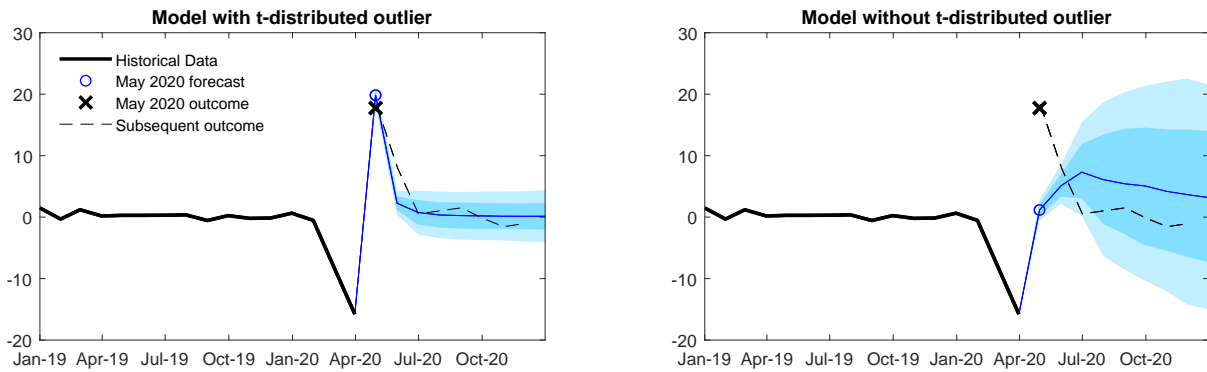 Model with t-distributed outlier
30
20
10
0
-10
-20
Historical Data
May 2020 forecast
May 2020 outcome
Subsequent outcome
Jan-19 Apr-19 Jul-19 Oct-19 Jan-20 Apr-20 Jul-20 Oct-20
Model without t-distributed outlier
30
20
10
0
-10
-20
Jan-19 Apr-19 Jul-19 Oct-19 Jan-20 Apr-20 Jul-20 Oct-20